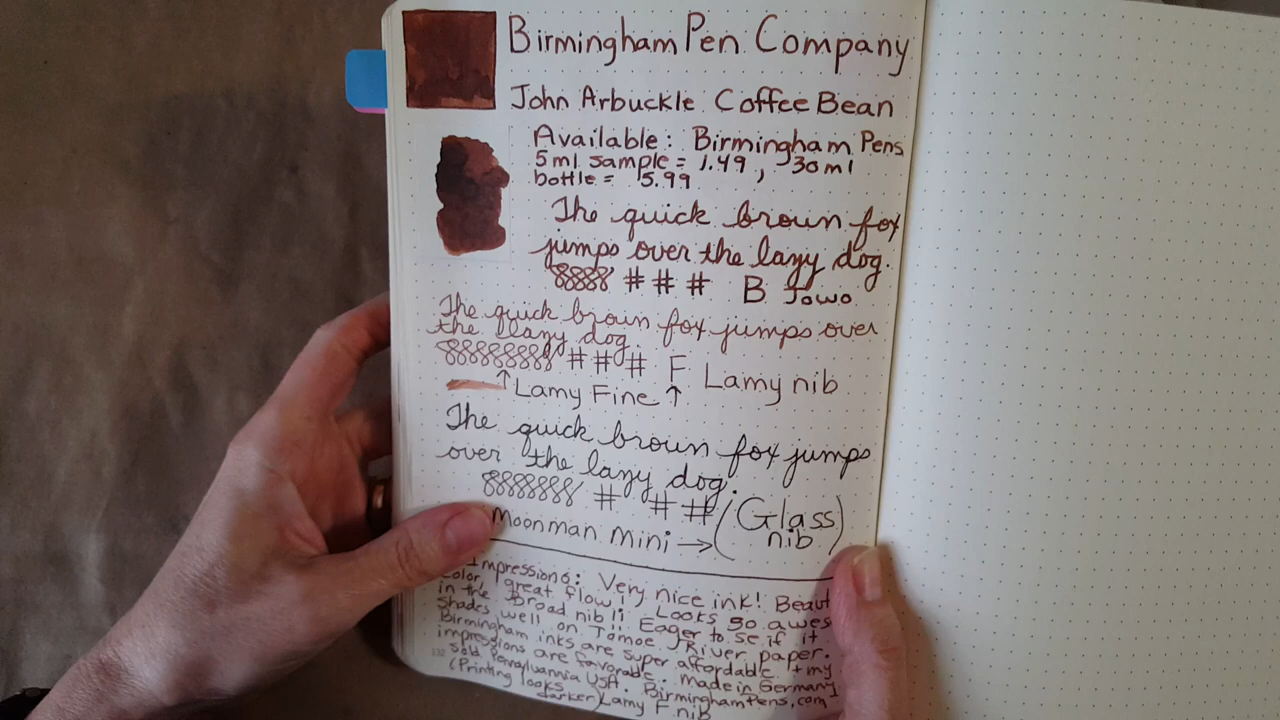 Birmingham Pen Company
John Arbuckle Coffee Bean
Available: Birmingham Pens
5ml sample = 1.49, 30ml
bottle = 5.99
The quick brown fox
jumps over the lazy dog.
# # # B Jowo
The quick brown fox jumps over
the llazy dog.
# # # F Lamy nib
↑ Lamy Fine ↑
The quick brown fox jumps
over the lazy dog.
# # #
Moonman Mini → (Glass nib)
Impressions: Very nice ink! Beaut
color, great flow! Looks so awes
in the broad nib!! Eager to see if it
shades well on Tomoe River paper.
Birmingham inks are super affordable + my
impressions are favorable. Made in Germany
sold Pennsylvannia USA. BirminghamPens.com
(Printing looks
darker) Lamy F nib